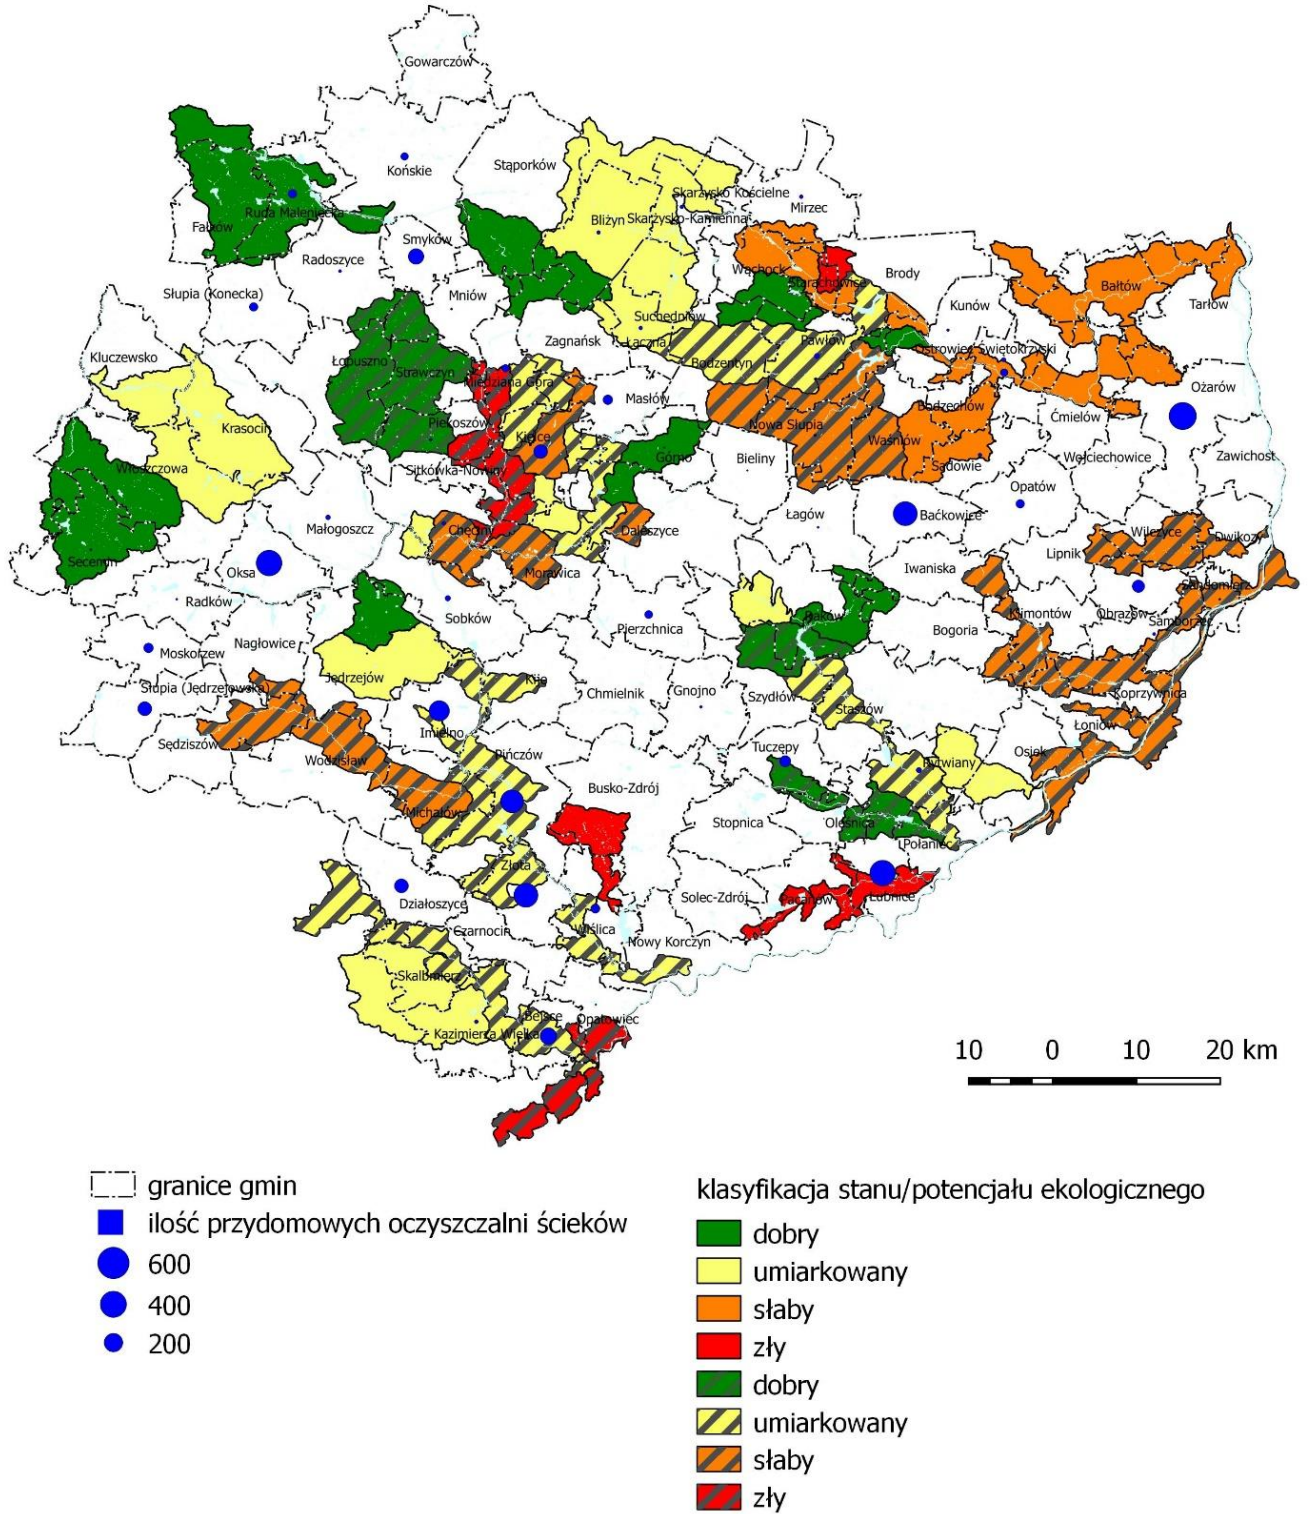 Gowarczów
Końskie
Stąporków
Skarżysko Kościelne
Mirzec
Ruda Maleniecka
Fałków
Bliżyn
Skarżysko-Kamienna
Smyków
Radoszyce
Wąchock
Brody
Starachowice
Bałtów
Słupia (Konecka)
Mniów
Kunów
Tarłów
Suchedniów
Zagnańsk
Łączna
Pawłów
Ostrowiec Świętokrzyski
Kluczewsko
Łopuszno
Strawczyn
Bodzentyn
Miedziana Góra
Ożarów
Masłów
Bodzechów
Ćmielów
Krasocin
Piekoszów
Kielce
Nowa Słupia
Waśniów
Włoszczowa
Sitkówka-Nowiny
Górno
Bieliny
Sadowie
Wojciechowice
Zawichost
Opatów
Małogoszcz
Chęciny
Daleszyce
Łagów
Baćkowice
Wilczyce
Dwikozy
Secemin
Oksa
Morawica
Iwaniska
Lipnik
Sandomierz
Radków
Sobków
Pierzchnica
Raków
Klimontów
Obrazów
Samborzec
Nagłowice
Bogoria
Moskorzew
Słupia (Jędrzejowska)
Jędrzejów
Kije
Chmielnik
Gnojno
Szydłów
Koprzywnica
Staszów
Łoniów
Sędziszów
Imielno
Pińczów
Tuczępy
Osiek
Wodzisław
Rytwiany
Busko-Zdrój
Michałów
Stopnica
Oleśnica
Połaniec
Złota
Działoszyce
Solec-Zdrój
Pacanów
Łubnice
Czarnocin
Wiślica
Nowy Korczyn
Skalbmierz
Bejsce
Opatowiec
Kazimierza Wielka
10 0 10 20 km
granice gmin
ilość przydomowych oczyszczalni ścieków
600
400
200
klasyfikacja stanu/potencjału ekologicznego
dobry
umiarkowany
słaby
zły
dobry
umiarkowany
słaby
zły